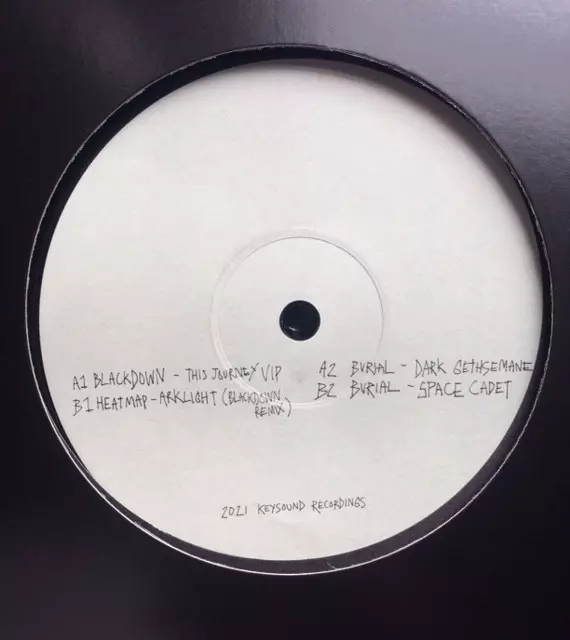 A1 BLACKDOWN - THIS JOURNEY VIP
B1 HEATMAP - ARKLIGHT (BLACKDOWN
REMIX)
A2 BURIAL - DARK GETHSEMANE
B2 BURIAL - SPACE CADET
2021 KEYSOUND RECORDINGS